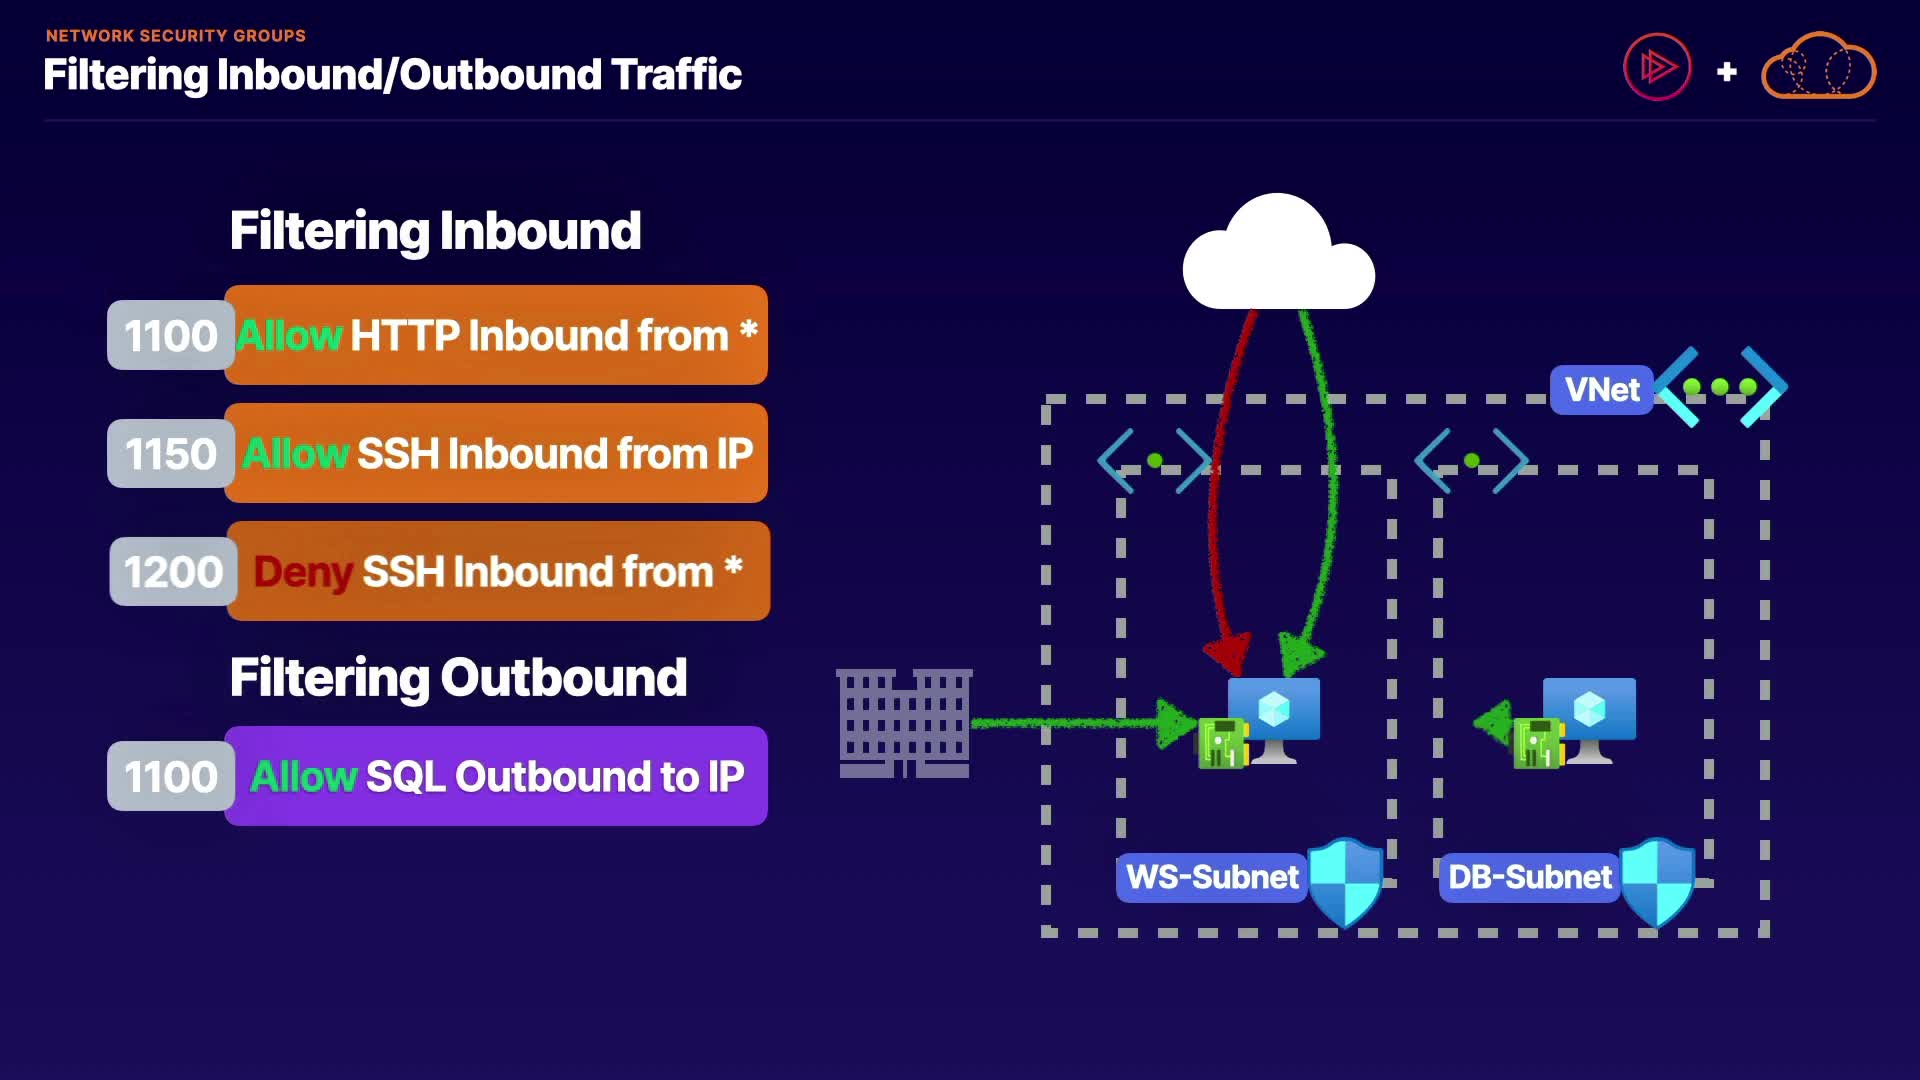 NETWORK SECURITY GROUPS
Filtering Inbound/Outbound Traffic
Filtering Inbound
1100 Allow HTTP Inbound from *
1150 Allow SSH Inbound from IP
1200 Deny SSH Inbound from *
Filtering Outbound
1100 Allow SQL Outbound to IP
VNet
WS-Subnet
DB-Subnet